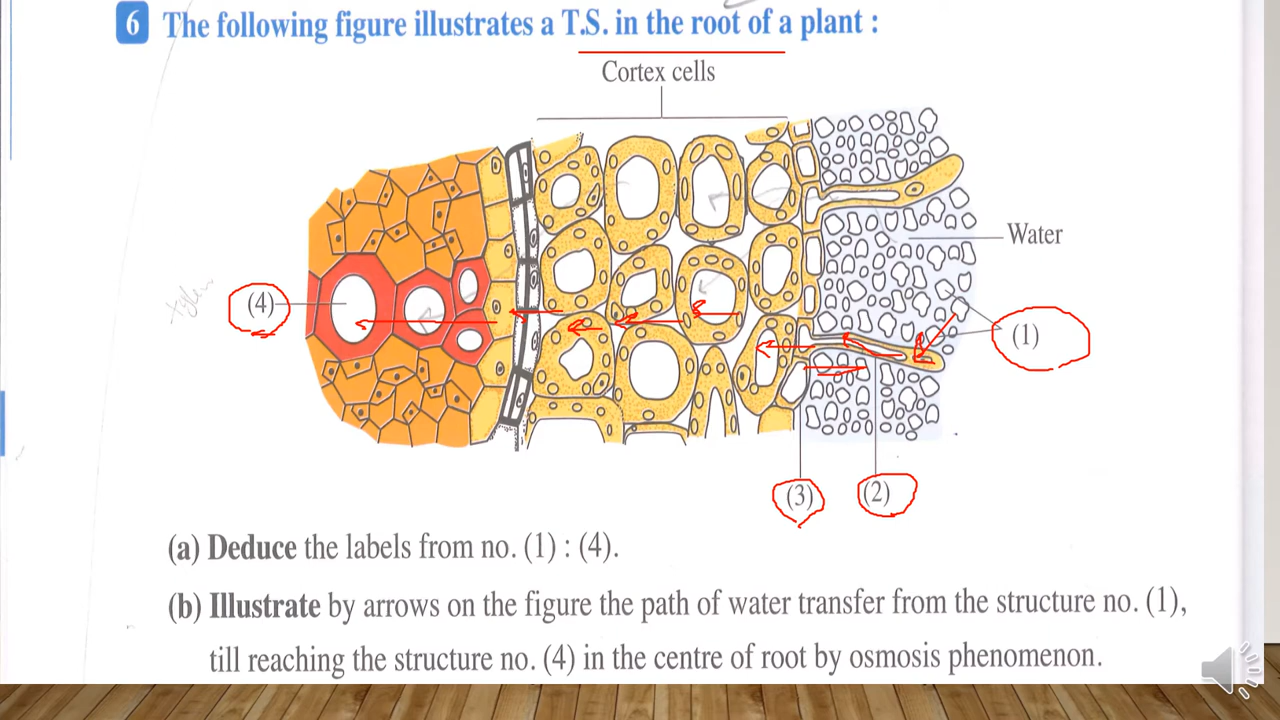 6 The following figure illustrates a T.S. in the root of a plant :
Cortex cells
Water
(4)
xylem
(1)
(3)
(2)
(a) Deduce the labels from no. (1) : (4).
(b) Illustrate by arrows on the figure the path of water transfer from the structure no. (1),
till reaching the structure no. (4) in the centre of root by osmosis phenomenon.